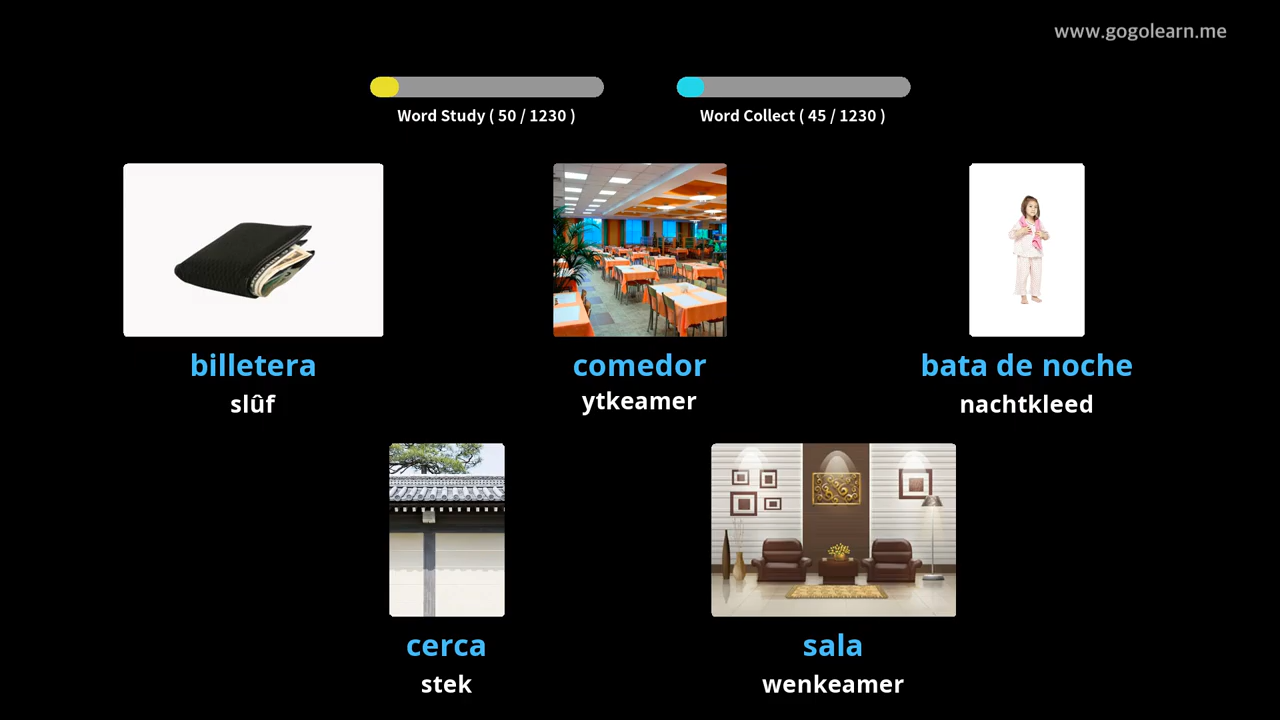 www.gogolearn.me
Word Study ( 50 / 1230 )
Word Collect ( 45 / 1230 )
billetera
slûf
comedor
ytkeamer
bata de noche
nachtkleed
cerca
stek
sala
wenkeamer